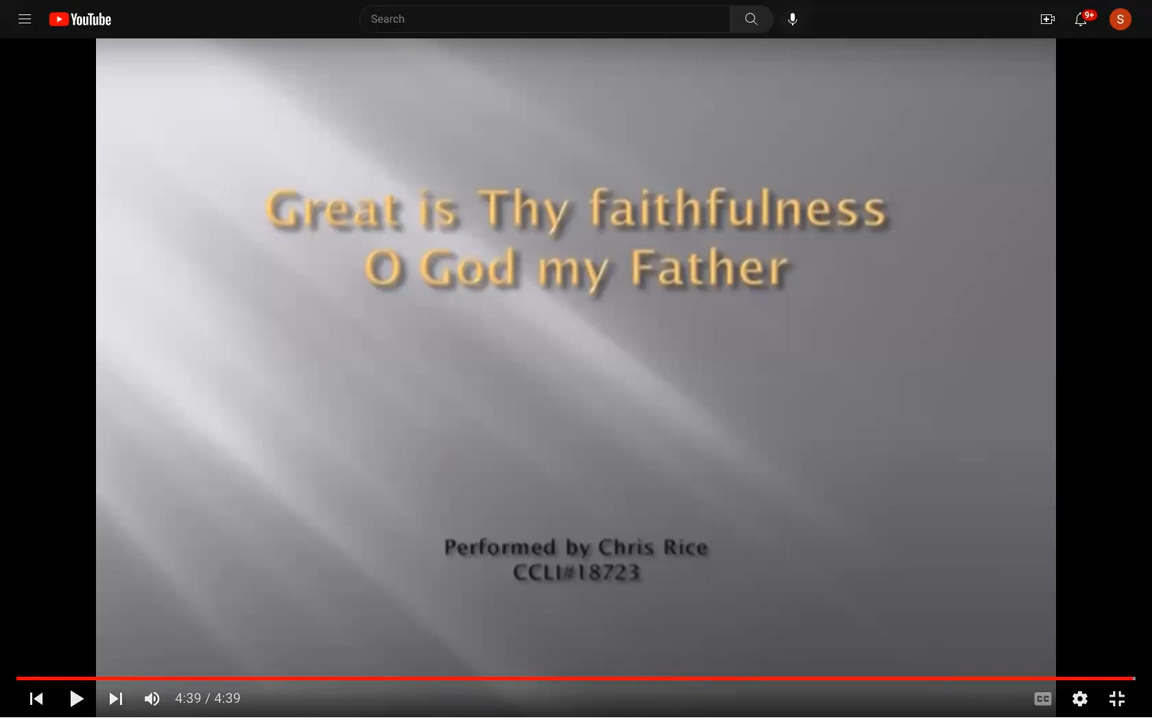 YouTube
Search
9+
S
Great is Thy faithfulness
O God my Father
Performed by Chris Rice
CCLI#18723
4:39 / 4:39
CC